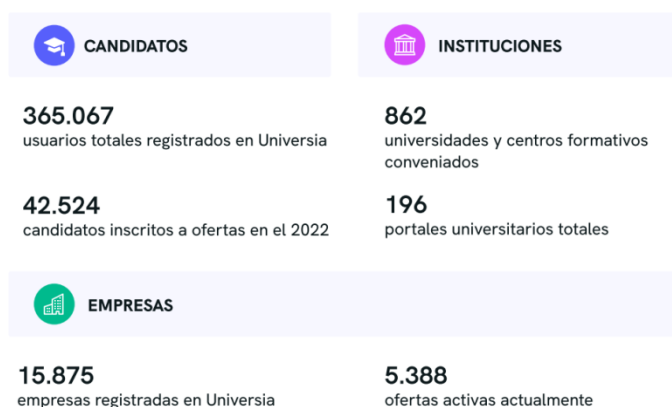 CANDIDATOS
365.067
usuarios totales registrados en Universia
42.524
candidatos inscritos a ofertas en el 2022
INSTITUCIONES
862
universidades y centros formativos
conveniados
196
portales universitarios totales
EMPRESAS
15.875
empresas registradas en Universia
5.388
ofertas activas actualmente